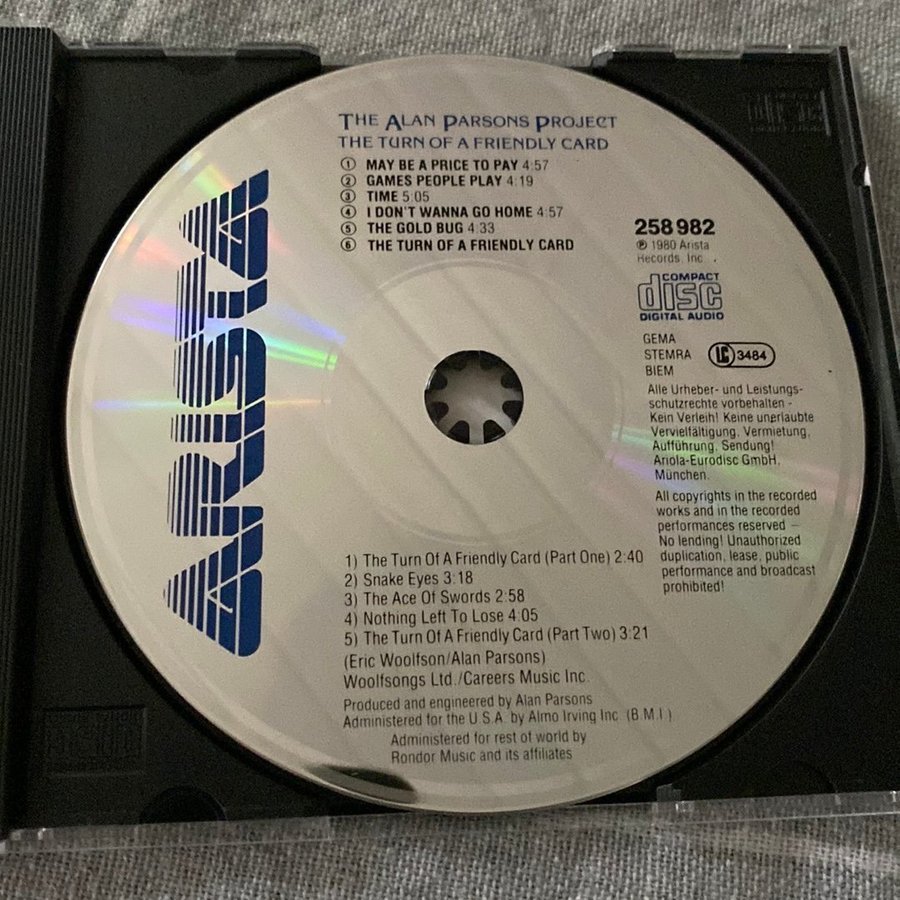 ARISTA
THE ALAN PARSONS PROJECT
THE TURN OF A FRIENDLY CARD
① MAY BE A PRICE TO PAY 4:57
② GAMES PEOPLE PLAY 4:19
③ TIME 5:05
④ I DON'T WANNA GO HOME 4:57
⑤ THE GOLD BUG 4:33
⑥ THE TURN OF A FRIENDLY CARD
258 982
℗ 1980 Arista
Records, Inc.
COMPACT
disc
DIGITAL AUDIO
GEMA
STEMRA
BIEM
LC 3484
Alle Urheber- und Leistungs-
schutzrechte vorbehalten -
Kein Verleih! Keine unerlaubte
Vervielfältigung, Vermietung,
Aufführung, Sendung!
Ariola-Eurodisc GmbH,
München.
All copyrights in the recorded
works and in the recorded
performances reserved —
No lending! Unauthorized
duplication, lease, public
performance and broadcast
prohibited!
1) The Turn Of A Friendly Card (Part One) 2:40
2) Snake Eyes 3:18
3) The Ace Of Swords 2:58
4) Nothing Left To Lose 4:05
5) The Turn Of A Friendly Card (Part Two) 3:21
(Eric Woolfson/Alan Parsons)
Woolfsongs Ltd./Careers Music Inc.
Produced and engineered by Alan Parsons
Administered for the U.S.A. by Almo Irving Inc. (B.M.I.)
Administered for rest of world by
Rondor Music and its affiliates